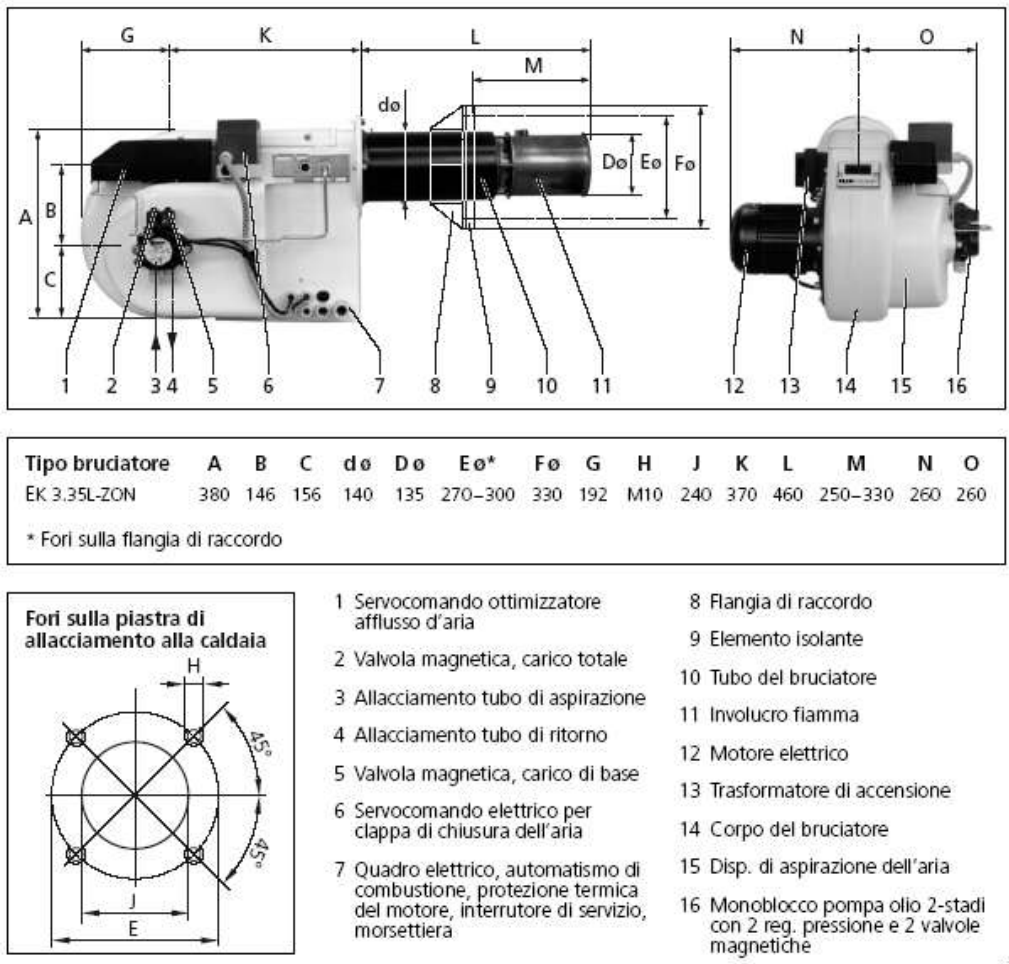 G K L N O
M
dø
Dø Eø Fø
A B C
1 2 3 4 5 6 7 8 9 10 11 12 13 14 15 16
Tipo bruciatore A B C dø Dø Eø* Fø G H J K L M N O
EK 3.35L-ZON 380 146 156 140 135 270–300 330 192 M10 240 370 460 250–330 260 260
* Fori sulla flangia di raccordo
Fori sulla piastra di
allacciamento alla caldaia
H
45°
45°
J
E
1 Servocomando ottimizzatore
afflusso d'aria
2 Valvola magnetica, carico totale
3 Allacciamento tubo di aspirazione
4 Allacciamento tubo di ritorno
5 Valvola magnetica, carico di base
6 Servocomando elettrico per
clappa di chiusura dell'aria
7 Quadro elettrico, automatismo di
combustione, protezione termica
del motore, interrutore di servizio,
morsettiera
8 Flangia di raccordo
9 Elemento isolante
10 Tubo del bruciatore
11 Involucro fiamma
12 Motore elettrico
13 Trasformatore di accensione
14 Corpo del bruciatore
15 Disp. di aspirazione dell'aria
16 Monoblocco pompa olio 2-stadi
con 2 reg. pressione e 2 valvole
magnetiche